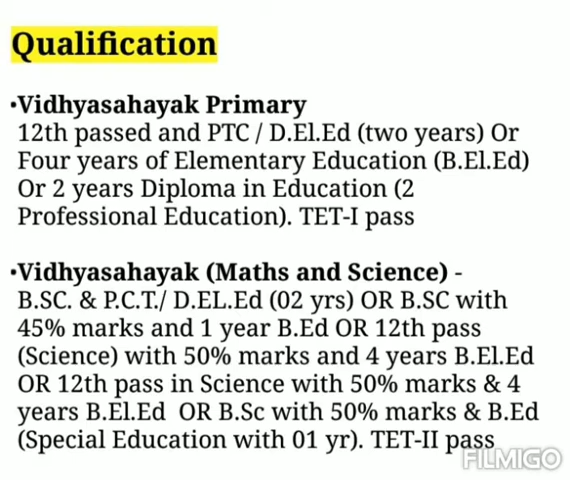 Qualification
•Vidhyasahayak Primary
12th passed and PTC / D.El.Ed (two years) Or
Four years of Elementary Education (B.El.Ed)
Or 2 years Diploma in Education (2
Professional Education). TET-I pass
•Vidhyasahayak (Maths and Science) -
B.SC. & P.C.T./ D.EL.Ed (02 yrs) OR B.SC with
45% marks and 1 year B.Ed OR 12th pass
(Science) with 50% marks and 4 years B.El.Ed
OR 12th pass in Science with 50% marks & 4
years B.El.Ed  OR B.Sc with 50% marks & B.Ed
(Special Education with 01 yr). TET-II pass
FILMIGO